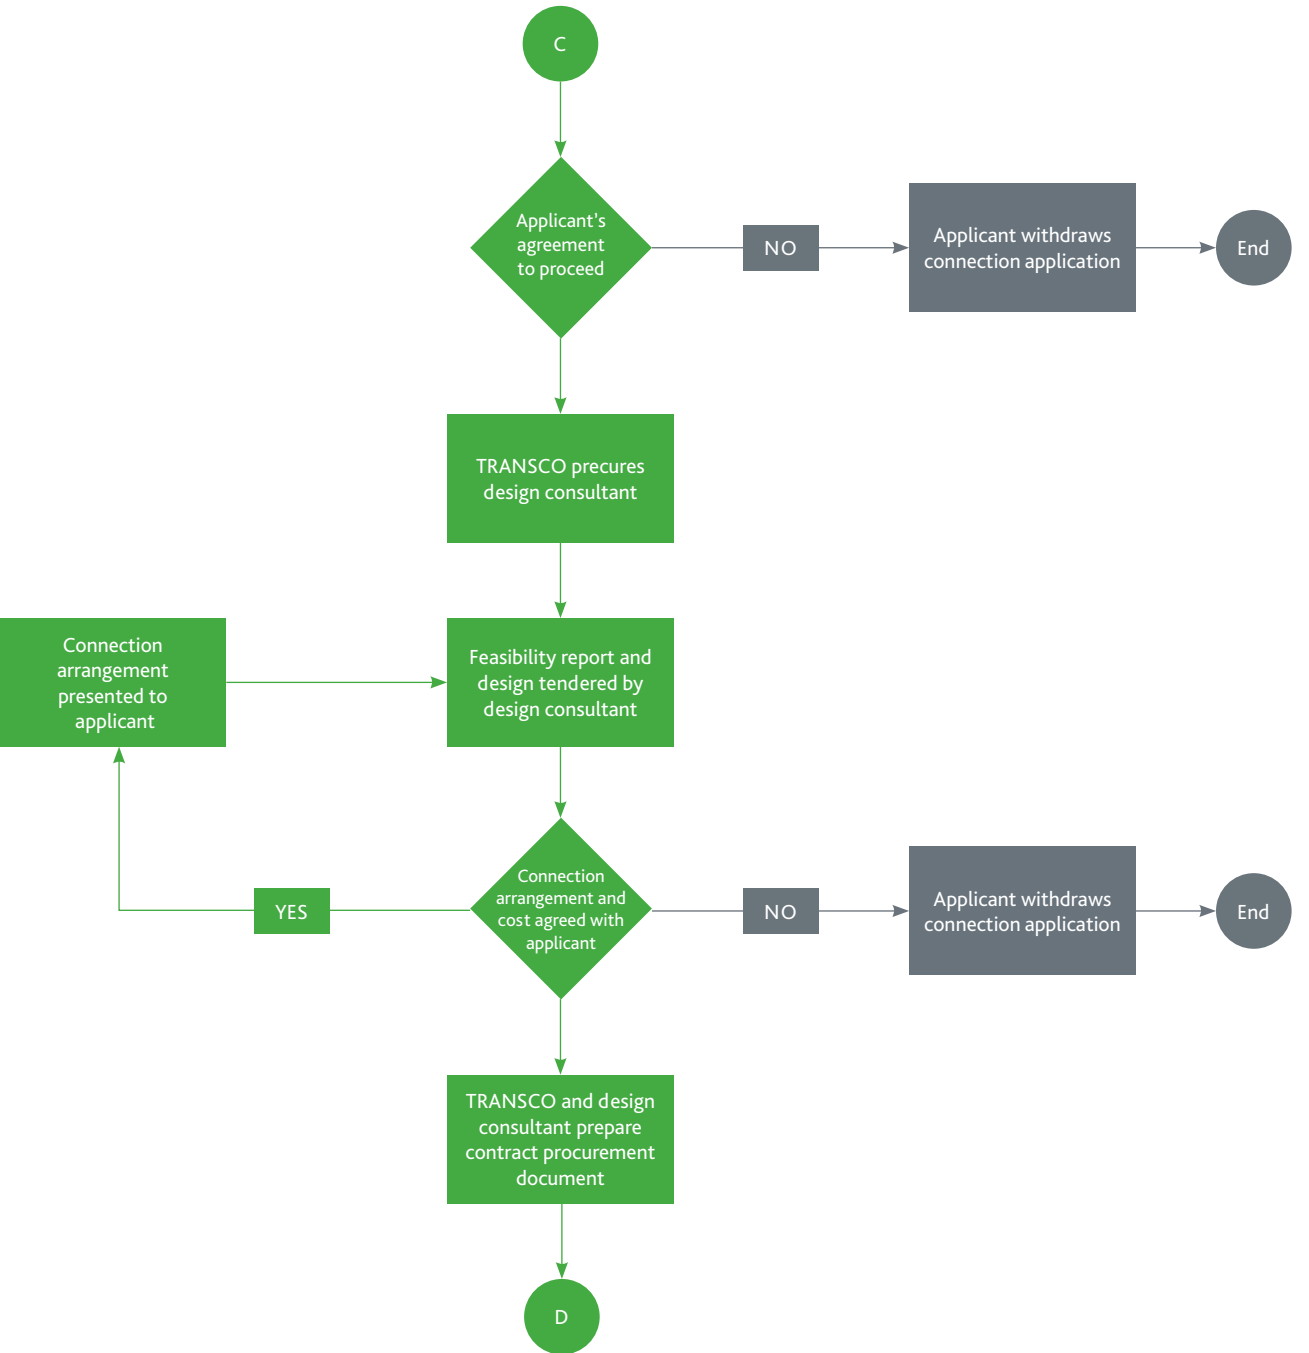 C
Applicant's
agreement
to proceed
NO
Applicant withdraws
connection application
End
TRANSCO precures
design consultant
Connection
arrangement
presented to
applicant
Feasibility report and
design tendered by
design consultant
YES
Connection
arrangement and
cost agreed with
applicant
NO
Applicant withdraws
connection application
End
TRANSCO and design
consultant prepare
contract procurement
document
D